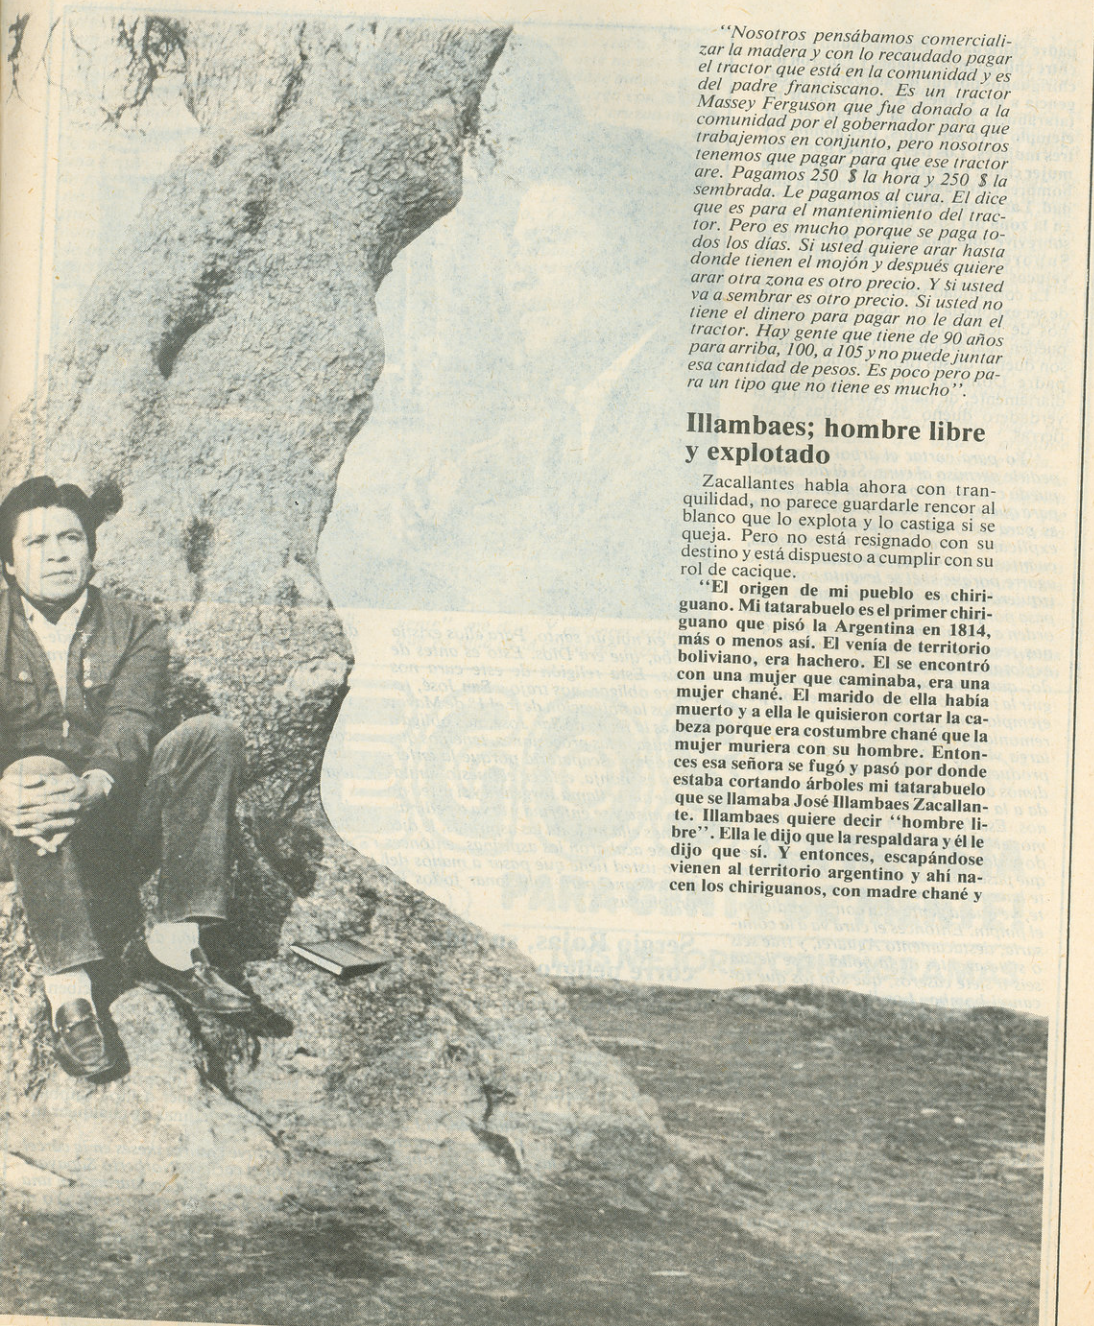 “Nosotros pensábamos comerciali-
zar la madera y con lo recaudado pagar
el tractor que está en la comunidad y es
del padre franciscano. Es un tractor
Massey Ferguson que fue donado a la
comunidad por el gobernador para que
trabajemos en conjunto, pero nosotros
tenemos que pagar para que ese tractor
are. Pagamos 250 $ la hora y 250 $ la
sembrada. Le pagamos al cura. El dice
que es para el mantenimiento del trac-
tor. Pero es mucho porque se paga to-
dos los días. Si usted quiere arar hasta
donde tienen el mojón y después quiere
arar otra zona es otro precio. Y si usted
va a sembrar es otro precio. Si usted no
tiene el dinero para pagar no le dan el
tractor. Hay gente que tiene de 90 años
para arriba, 100, a 105 y no puede juntar
esa cantidad de pesos. Es poco pero pa-
ra un tipo que no tiene es mucho”.
Illambaes; hombre libre
y explotado
Zacallantes habla ahora con tran-
quilidad, no parece guardarle rencor al
blanco que lo explota y lo castiga si se
queja. Pero no está resignado con su
destino y está dispuesto a cumplir con su
rol de cacique.
“El origen de mi pueblo es chiri-
guano. Mi tatarabuelo es el primer chiri-
guano que pisó la Argentina en 1814,
más o menos así. El venía de territorio
boliviano, era hachero. El se encontró
con una mujer que caminaba, era una
mujer chané. El marido de ella había
muerto y a ella le quisieron cortar la ca-
beza porque era costumbre chané que la
mujer muriera con su hombre. Enton-
ces esa señora se fugó y pasó por donde
estaba cortando árboles mi tatarabuelo
que se llamaba José Illambaes Zacallan-
te. Illambaes quiere decir “hombre li-
bre”. Ella le dijo que la respaldara y él le
dijo que sí. Y entonces, escapándose
vienen al territorio argentino y ahí na-
cen los chiriguanos, con madre chané y